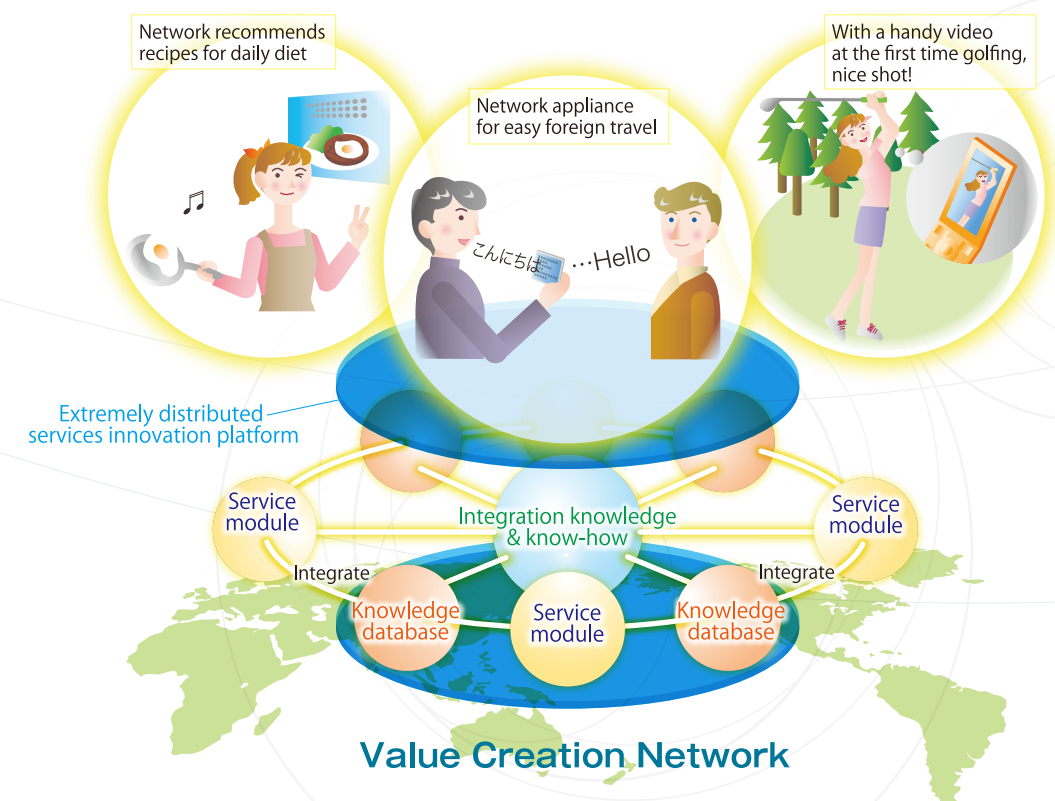 Network recommends
recipes for daily diet
Network appliance
for easy foreign travel
With a handy video
at the first time golfing,
nice shot!
こんにちは
…Hello
Extremely distributed
services innovation platform
Service
module
Integration knowledge
& know-how
Service
module
Integrate
Integrate
Knowledge
database
Service
module
Knowledge
database
Value Creation Network